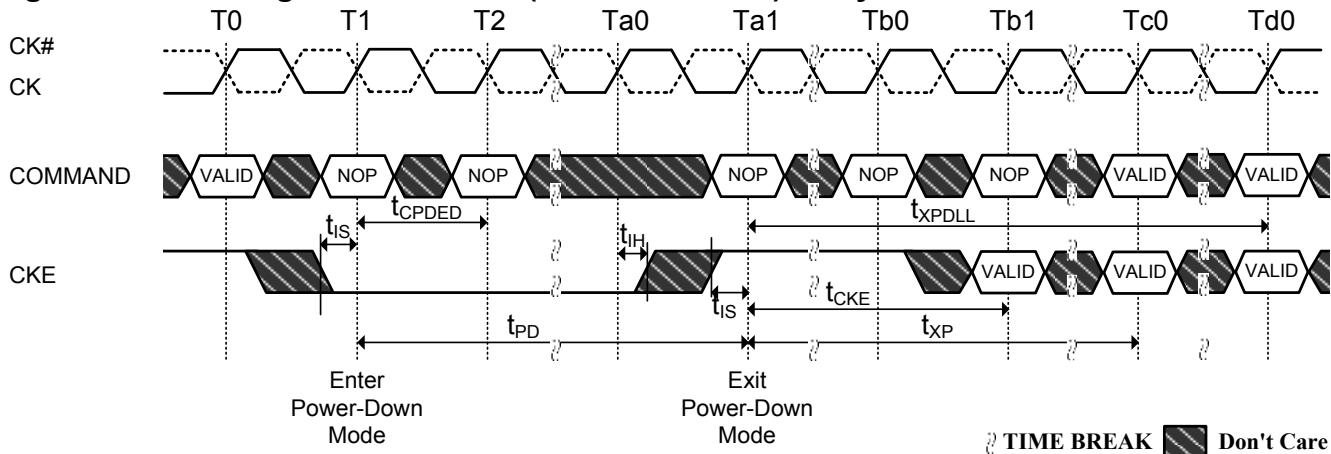 T0 T1 T2 Ta0 Ta1 Tb0 Tb1 Tc0 Td0
CK#
CK
COMMAND VALID NOP NOP NOP NOP NOP VALID VALID
tIS tCPDED tIH tXPDLL
CKE VALID VALID VALID
tIS tCKE
tPD tXP
Enter Power-Down Mode
Exit Power-Down Mode
TIME BREAK Don't Care